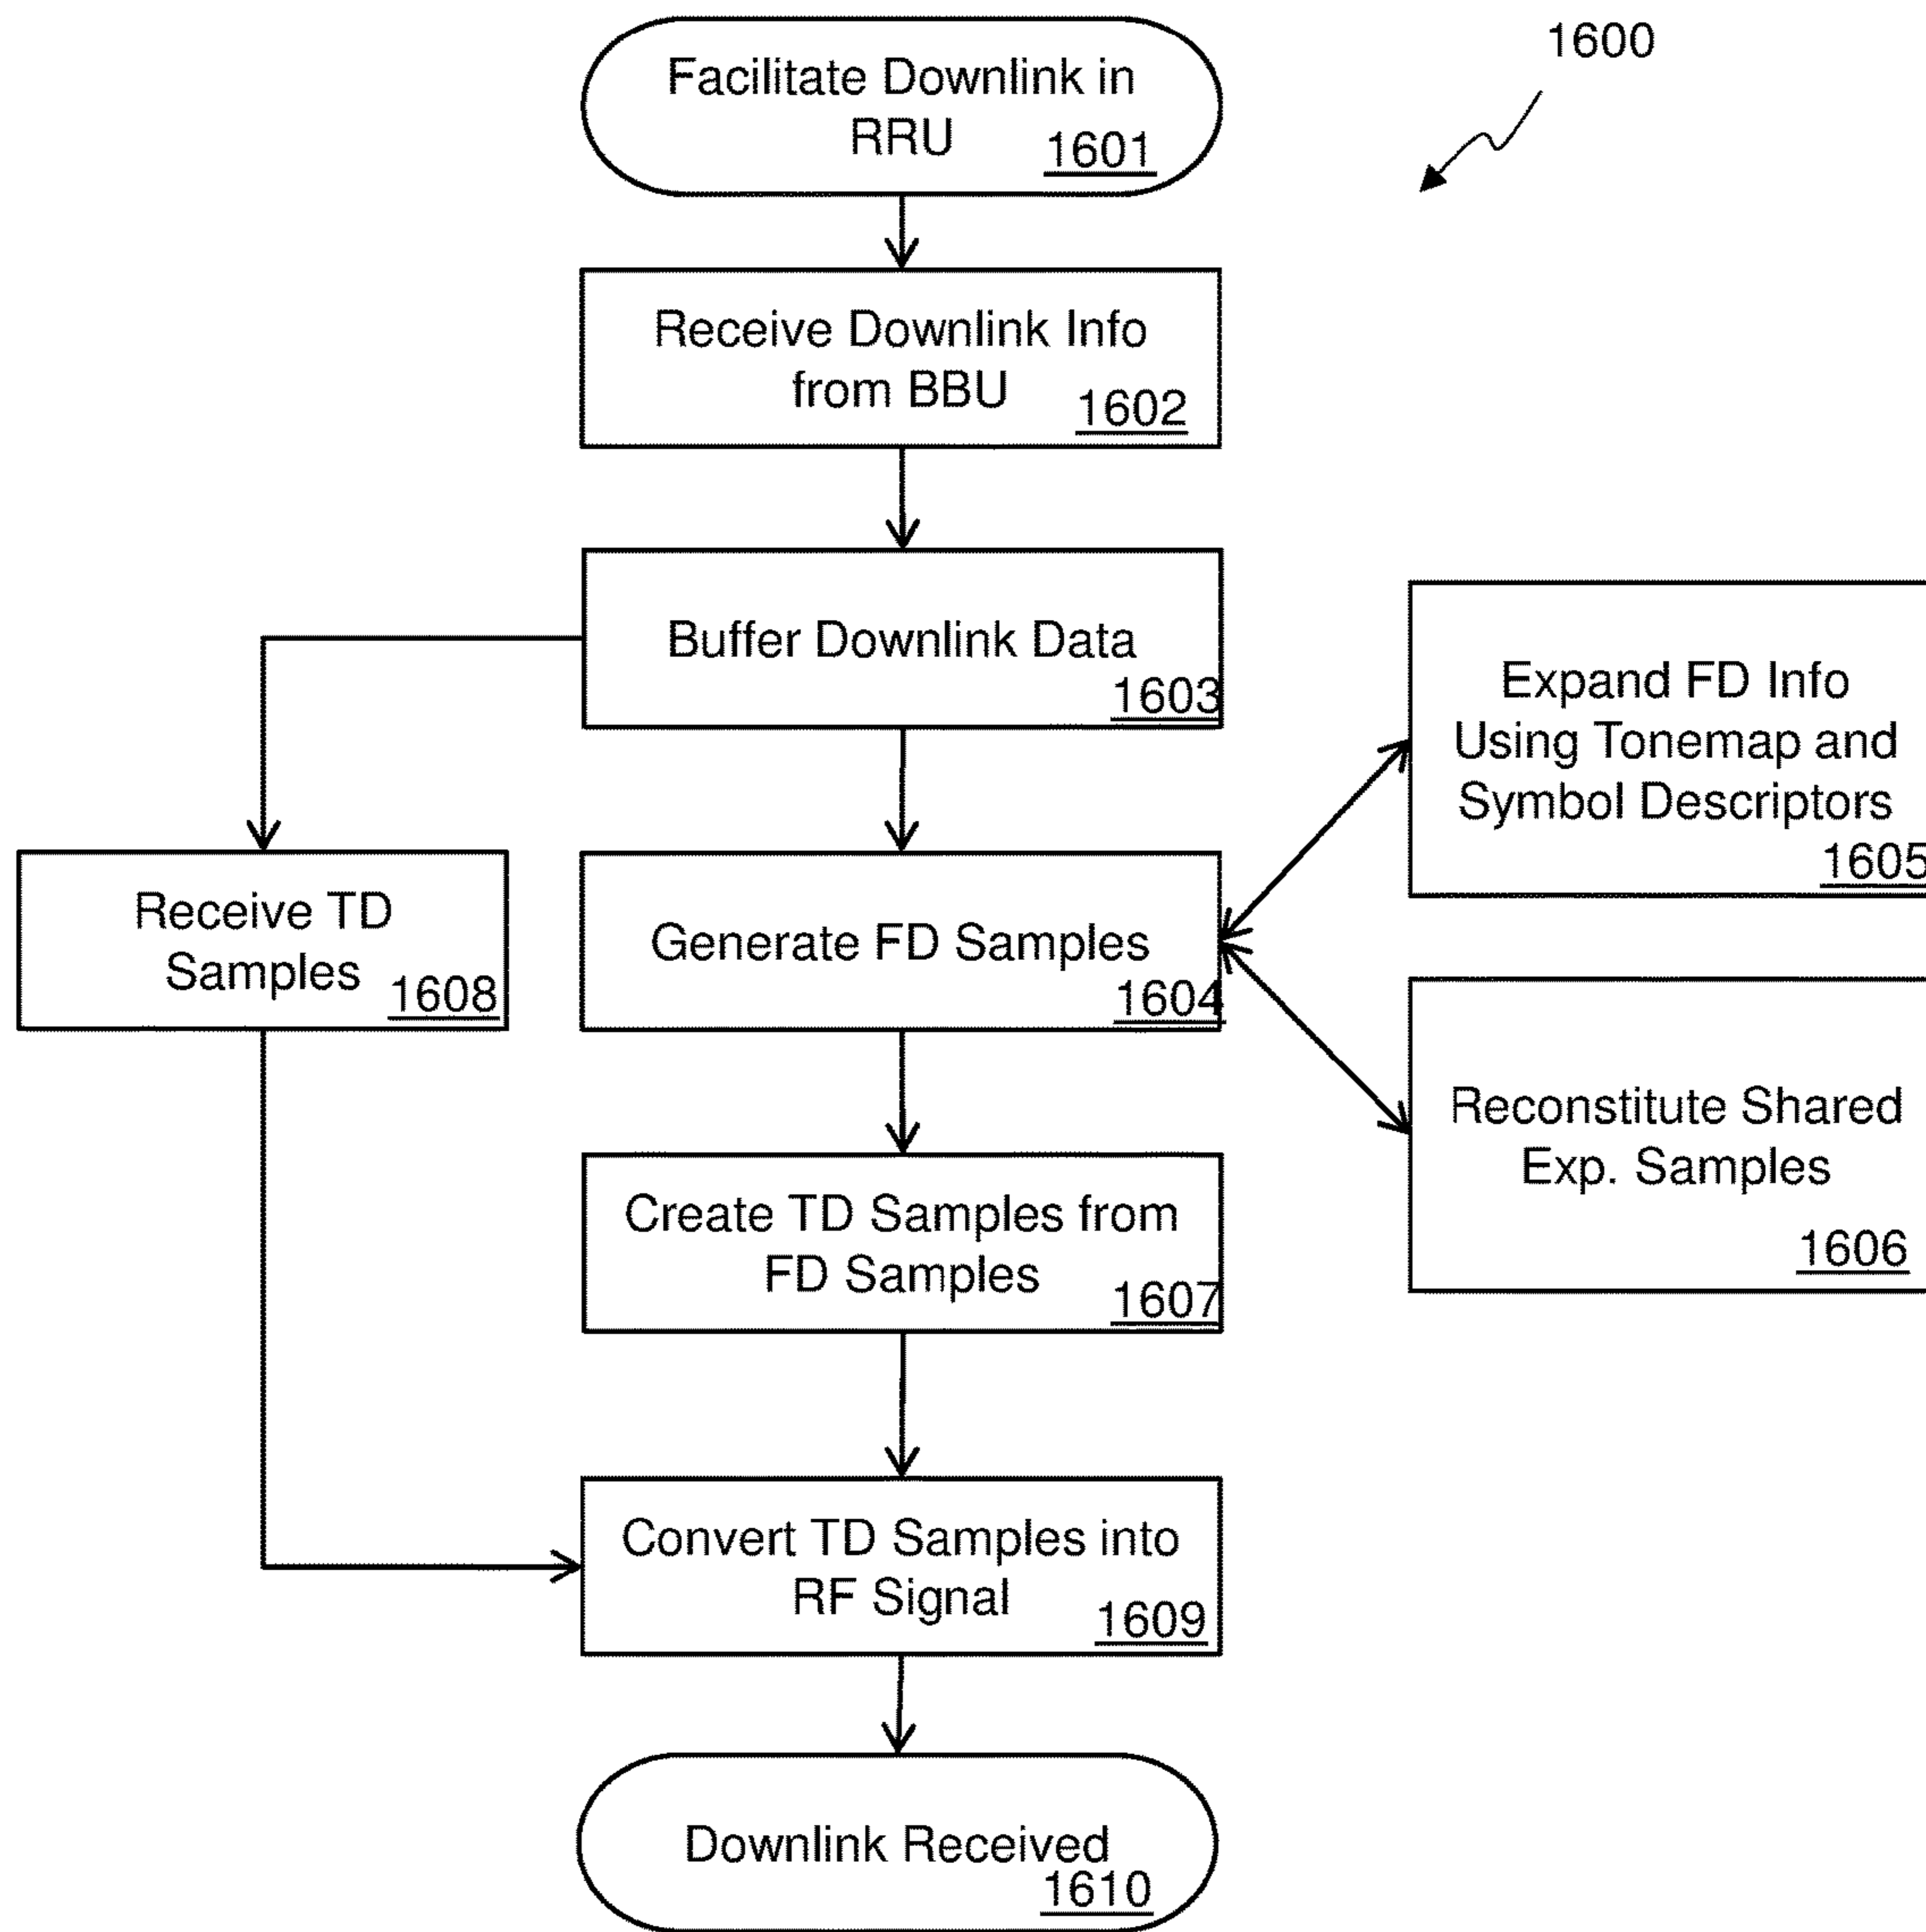 1600
Facilitate Downlink in
RRU 1601
Receive Downlink Info
from BBU 1602
Buffer Downlink Data
1603
Expand FD Info
Using Tonemap and
Symbol Descriptors
1605
Receive TD
Samples 1608
Generate FD Samples
1604
Reconstitute Shared
Exp. Samples
1606
Create TD Samples from
FD Samples
1607
Convert TD Samples into
RF Signal 1609
Downlink Received
1610